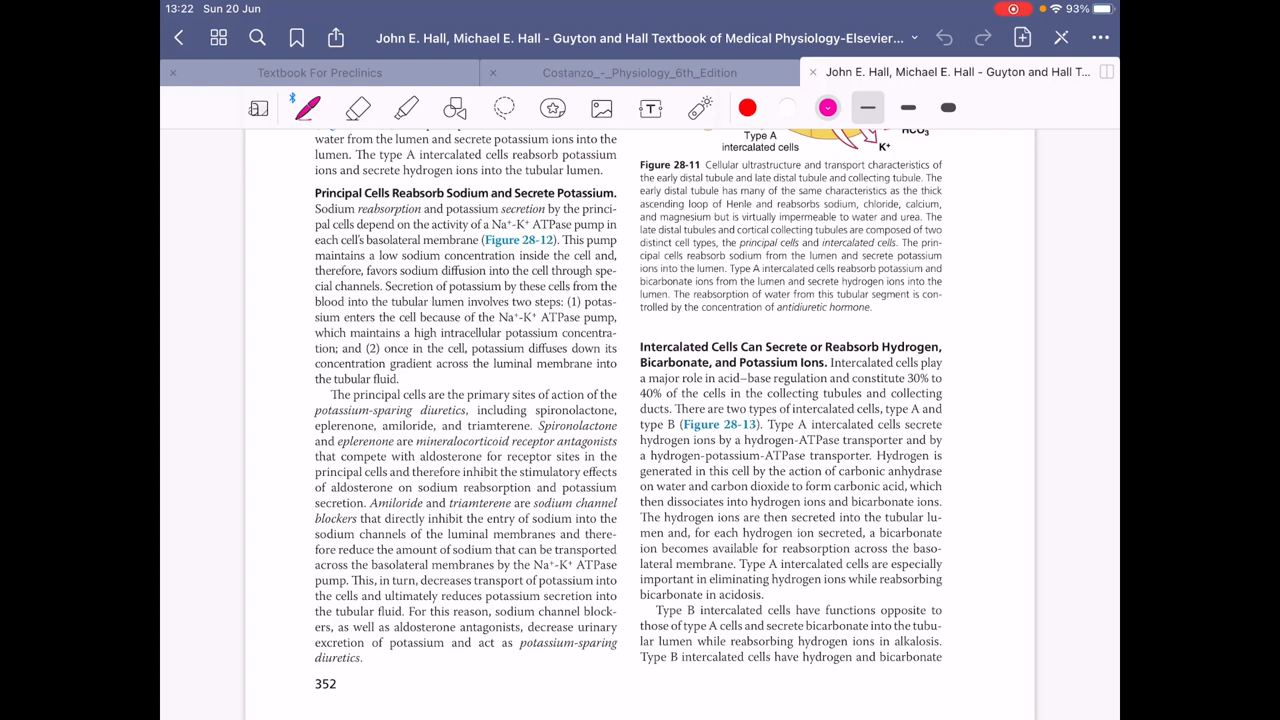 13:22 Sun 20 Jun
93%
John E. Hall, Michael E. Hall - Guyton and Hall Textbook of Medical Physiology-Elsevier...
Textbook For Preclinics
Costanzo_-_Physiology_6th_Edition
John E. Hall, Michael E. Hall - Guyton and Hall T...
water from the lumen and secrete potassium ions into the
lumen. The type A intercalated cells reabsorb potassium
ions and secrete hydrogen ions into the tubular lumen.
Principal Cells Reabsorb Sodium and Secrete Potassium.
Sodium reabsorption and potassium secretion by the princi-
pal cells depend on the activity of a Na⁺-K⁺ ATPase pump in
each cell's basolateral membrane (Figure 28-12). This pump
maintains a low sodium concentration inside the cell and,
therefore, favors sodium diffusion into the cell through spe-
cial channels. Secretion of potassium by these cells from the
blood into the tubular lumen involves two steps: (1) potas-
sium enters the cell because of the Na⁺-K⁺ ATPase pump,
which maintains a high intracellular potassium concentra-
tion; and (2) once in the cell, potassium diffuses down its
concentration gradient across the luminal membrane into
the tubular fluid.
The principal cells are the primary sites of action of the
potassium-sparing diuretics, including spironolactone,
eplerenone, amiloride, and triamterene. Spironolactone
and eplerenone are mineralocorticoid receptor antagonists
that compete with aldosterone for receptor sites in the
principal cells and therefore inhibit the stimulatory effects
of aldosterone on sodium reabsorption and potassium
secretion. Amiloride and triamterene are sodium channel
blockers that directly inhibit the entry of sodium into the
sodium channels of the luminal membranes and there-
fore reduce the amount of sodium that can be transported
across the basolateral membranes by the Na⁺-K⁺ ATPase
pump. This, in turn, decreases transport of potassium into
the cells and ultimately reduces potassium secretion into
the tubular fluid. For this reason, sodium channel block-
ers, as well as aldosterone antagonists, decrease urinary
excretion of potassium and act as potassium-sparing
diuretics.
352
Type A
intercalated cells
HCO₃
K⁺
Figure 28-11 Cellular ultrastructure and transport characteristics of
the early distal tubule and late distal tubule and collecting tubule. The
early distal tubule has many of the same characteristics as the thick
ascending loop of Henle and reabsorbs sodium, chloride, calcium,
and magnesium but is virtually impermeable to water and urea. The
late distal tubules and cortical collecting tubules are composed of two
distinct cell types, the principal cells and intercalated cells. The prin-
cipal cells reabsorb sodium from the lumen and secrete potassium
ions into the lumen. Type A intercalated cells reabsorb potassium and
bicarbonate ions from the lumen and secrete hydrogen ions into the
lumen. The reabsorption of water from this tubular segment is con-
trolled by the concentration of antidiuretic hormone.
Intercalated Cells Can Secrete or Reabsorb Hydrogen,
Bicarbonate, and Potassium Ions. Intercalated cells play
a major role in acid–base regulation and constitute 30% to
40% of the cells in the collecting tubules and collecting
ducts. There are two types of intercalated cells, type A and
type B (Figure 28-13). Type A intercalated cells secrete
hydrogen ions by a hydrogen-ATPase transporter and by
a hydrogen-potassium-ATPase transporter. Hydrogen is
generated in this cell by the action of carbonic anhydrase
on water and carbon dioxide to form carbonic acid, which
then dissociates into hydrogen ions and bicarbonate ions.
The hydrogen ions are then secreted into the tubular lu-
men and, for each hydrogen ion secreted, a bicarbonate
ion becomes available for reabsorption across the baso-
lateral membrane. Type A intercalated cells are especially
important in eliminating hydrogen ions while reabsorbing
bicarbonate in acidosis.
Type B intercalated cells have functions opposite to
those of type A cells and secrete bicarbonate into the tubu-
lar lumen while reabsorbing hydrogen ions in alkalosis.
Type B intercalated cells have hydrogen and bicarbonate